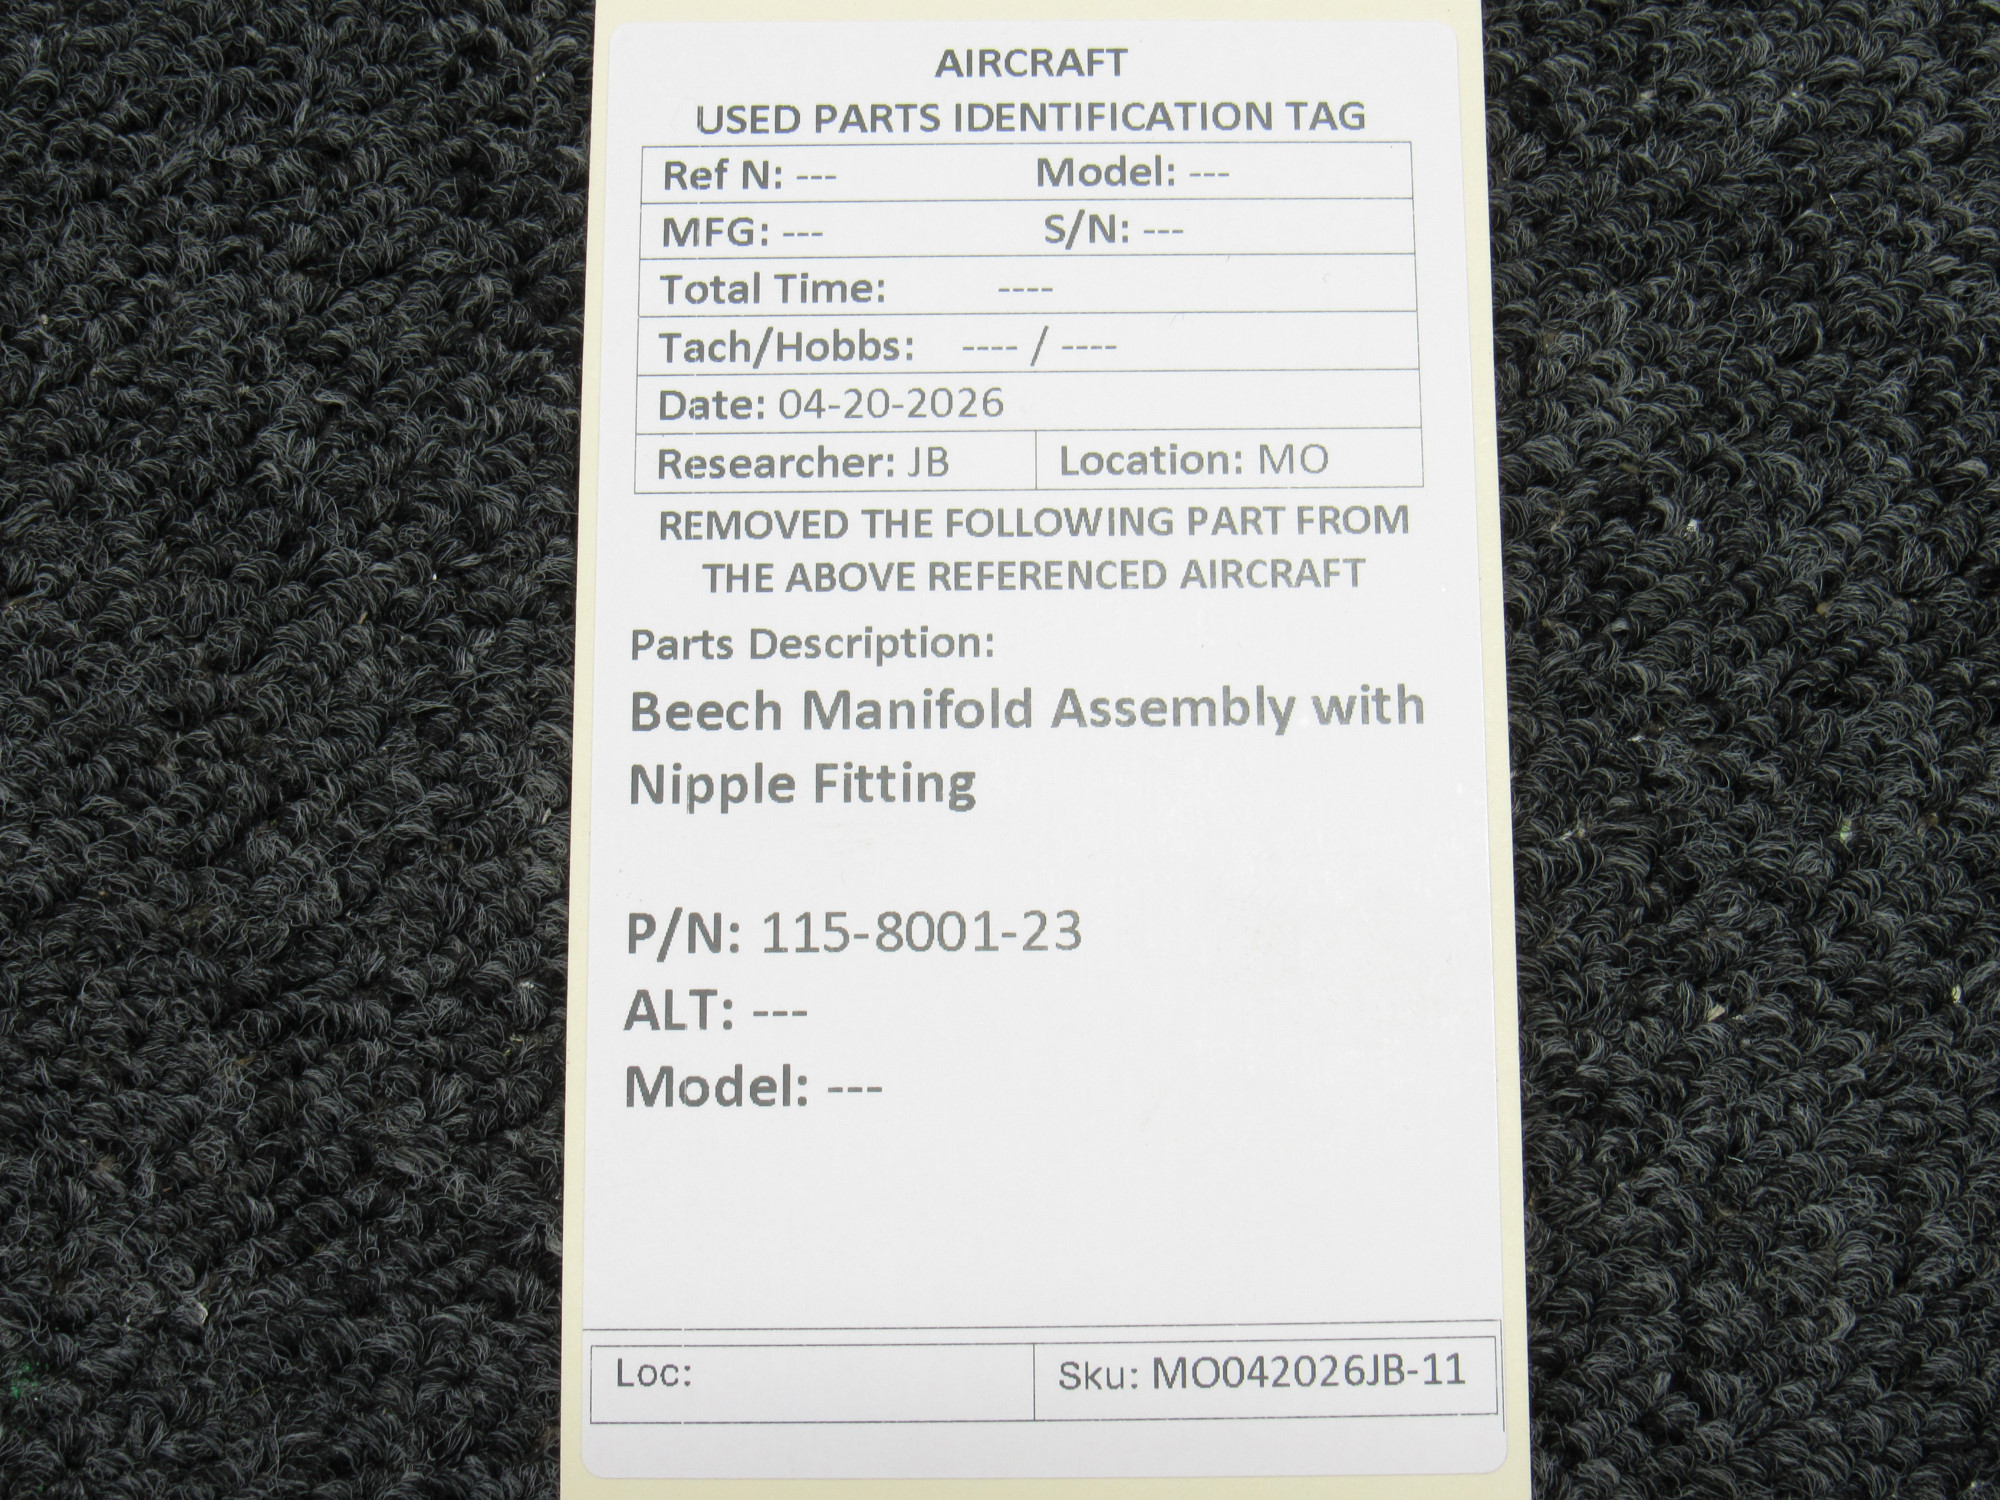 AIRCRAFT
USED PARTS IDENTIFICATION TAG
Ref N: --- Model: ---
MFG: --- S/N: ---
Total Time: ----
Tach/Hobbs: ---- / ----
Date: 04-20-2026
Researcher: JB Location: MO
REMOVED THE FOLLOWING PART FROM
THE ABOVE REFERENCED AIRCRAFT
Parts Description:
Beech Manifold Assembly with
Nipple Fitting
P/N: 115-8001-23
ALT: ---
Model: ---
Loc: Sku: MO042026JB-11